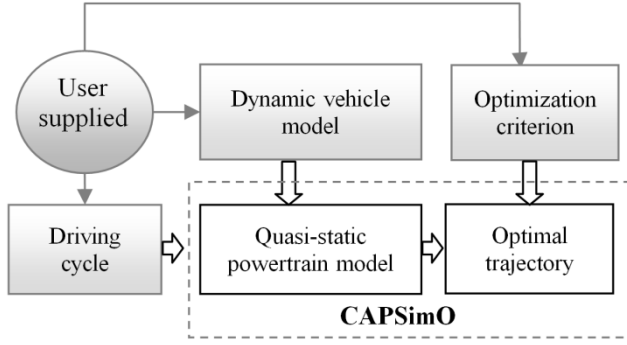 User
supplied
Dynamic vehicle
model
Optimization
criterion
Driving
cycle
Quasi-static
powertrain model
Optimal
trajectory
CAPSimO